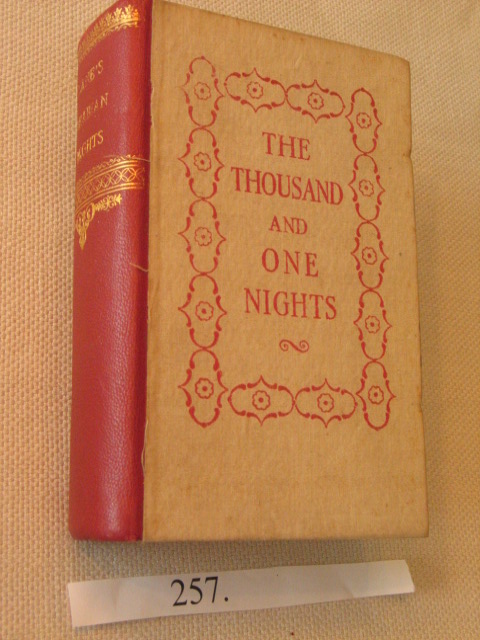 THE
THOUSAND
AND
ONE
NIGHTS
257.